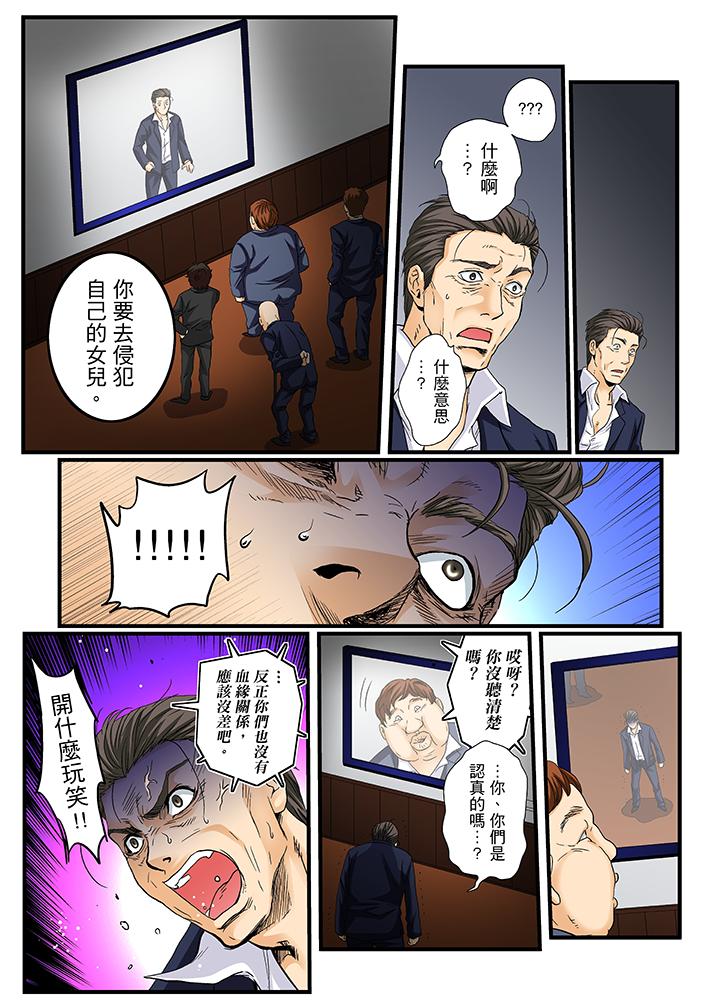 你要去侵犯
自己的女兒。
???
什麼啊
…?
什麼意思
…?
!!!!!
哎呀?
你沒聽清楚
嗎?
…你、你們是
認真的嗎…?
反正你們也沒有
血緣關係,
應該沒差吧。
開什麼玩笑!!